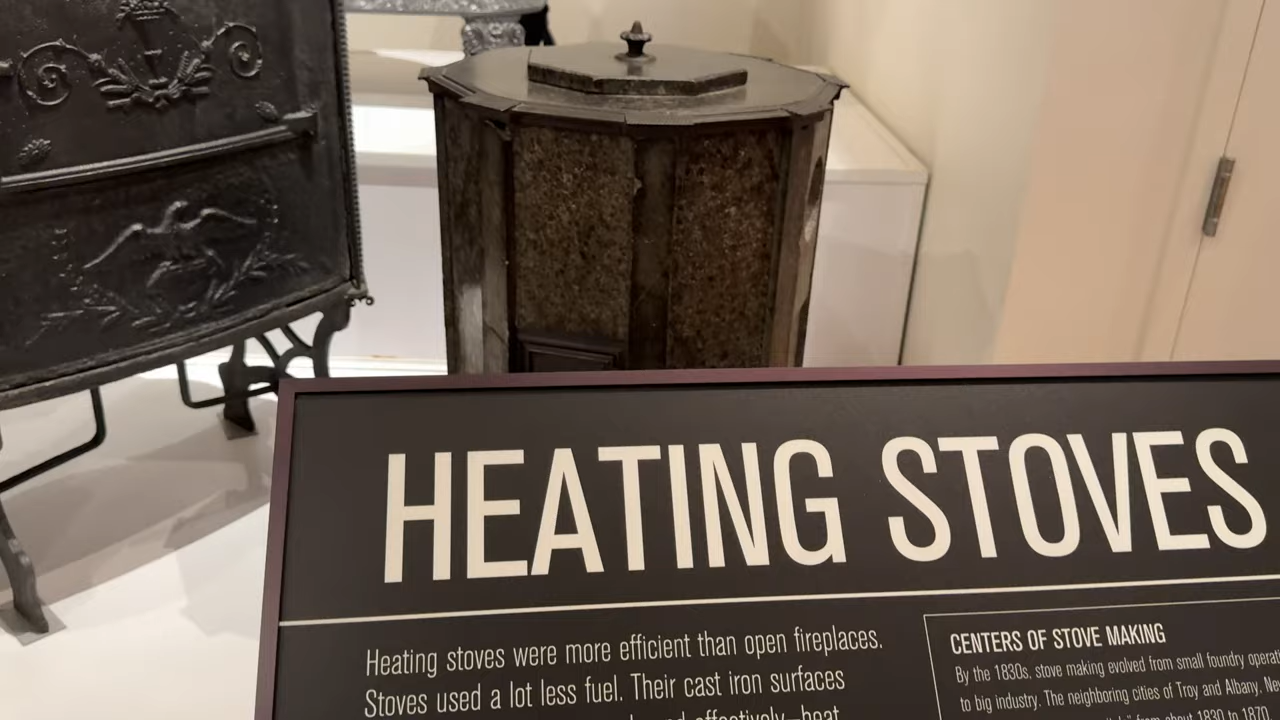 HEATING STOVES
Heating stoves were more efficient than open fireplaces.
Stoves used a lot less fuel. Their cast iron surfaces
effectively—heat
CENTERS OF STOVE MAKING
By the 1830s, stove making evolved from small foundry
to big industry. The neighboring cities of Troy and Albany,
from about 1830 to 1870